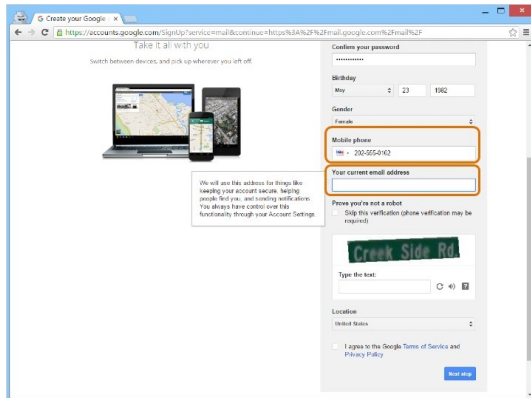 Create your Google
https://accounts.google.com/SignUp?service=mail&continue=https%3A%2F%2Fmail.google.com%2Fmail%2F
Take it all with you
Switch between devices, and pick up wherever you left off.
Confirm your password
Birthday
May 23 1982
Gender
Female
Mobile phone
202-555-0162
Your current email address
We will use this address for things like
keeping your account secure, helping
people find you, and sending notifications.
You always have control over this
functionality through your Account Settings.
Prove you're not a robot
Skip this verification (phone verification may be
required)
Creek Side Rd.
Type the text:
Location
United States
I agree to the Google Terms of Service and
Privacy Policy
Next step